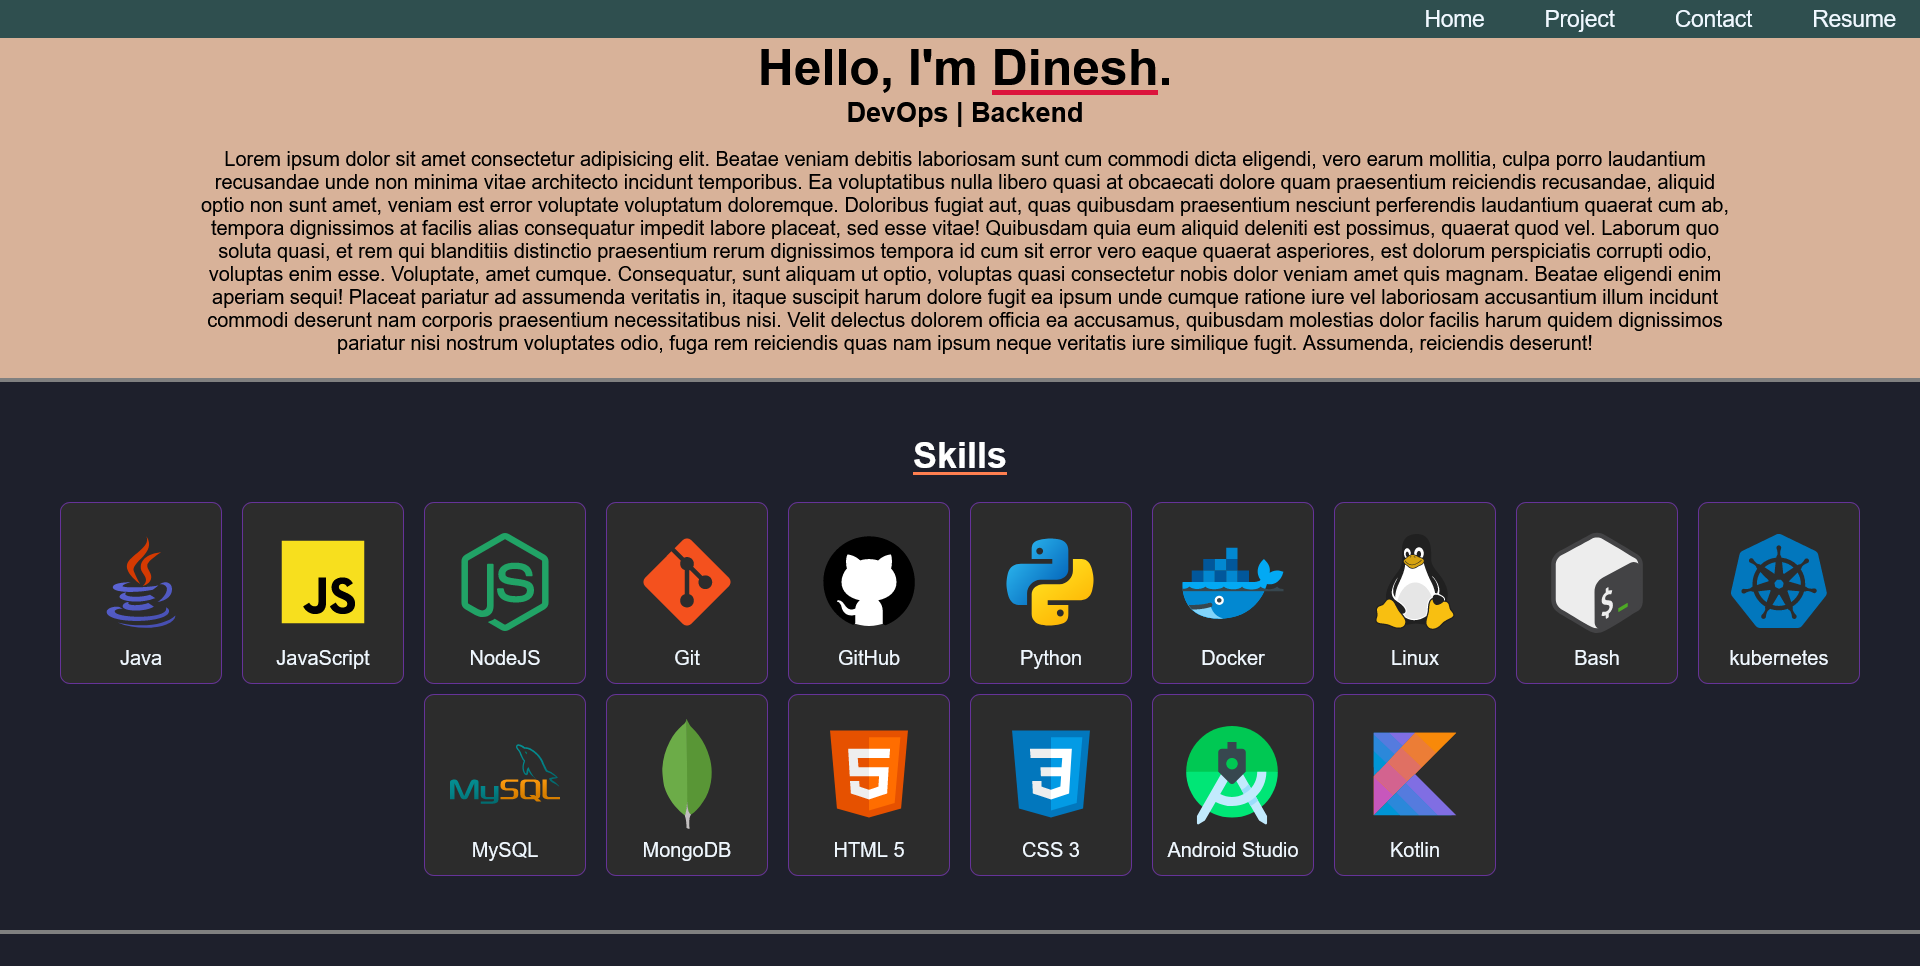 Home Project Contact Resume
Hello, I'm Dinesh.
DevOps | Backend
Lorem ipsum dolor sit amet consectetur adipisicing elit. Beatae veniam debitis laboriosam sunt cum commodi dicta eligendi, vero earum mollitia, culpa porro laudantium
recusandae unde non minima vitae architecto incidunt temporibus. Ea voluptatibus nulla libero quasi at obcaecati dolore quam praesentium reiciendis recusandae, aliquid
optio non sunt amet, veniam est error voluptate voluptatum doloremque. Doloribus fugiat aut, quas quibusdam praesentium nesciunt perferendis laudantium quaerat cum ab,
tempora dignissimos at facilis alias consequatur impedit labore placeat, sed esse vitae! Quibusdam quia eum aliquid deleniti est possimus, quaerat quod vel. Laborum quo
soluta quasi, et rem qui blanditiis distinctio praesentium rerum dignissimos tempora id cum sit error vero eaque quaerat asperiores, est dolorum perspiciatis corrupti odio,
voluptas enim esse. Voluptate, amet cumque. Consequatur, sunt aliquam ut optio, voluptas quasi consectetur nobis dolor veniam amet quis magnam. Beatae eligendi enim
aperiam sequi! Placeat pariatur ad assumenda veritatis in, itaque suscipit harum dolore fugit ea ipsum unde cumque ratione iure vel laboriosam accusantium illum incidunt
commodi deserunt nam corporis praesentium necessitatibus nisi. Velit delectus dolorem officia ea accusamus, quibusdam molestias dolor facilis harum quidem dignissimos
pariatur nisi nostrum voluptates odio, fuga rem reiciendis quas nam ipsum neque veritatis iure similique fugit. Assumenda, reiciendis deserunt!
Skills
JS JS $_
Java JavaScript NodeJS Git GitHub Python Docker Linux Bash kubernetes
MySQL 5 3
MySQL MongoDB HTML 5 CSS 3 Android Studio Kotlin